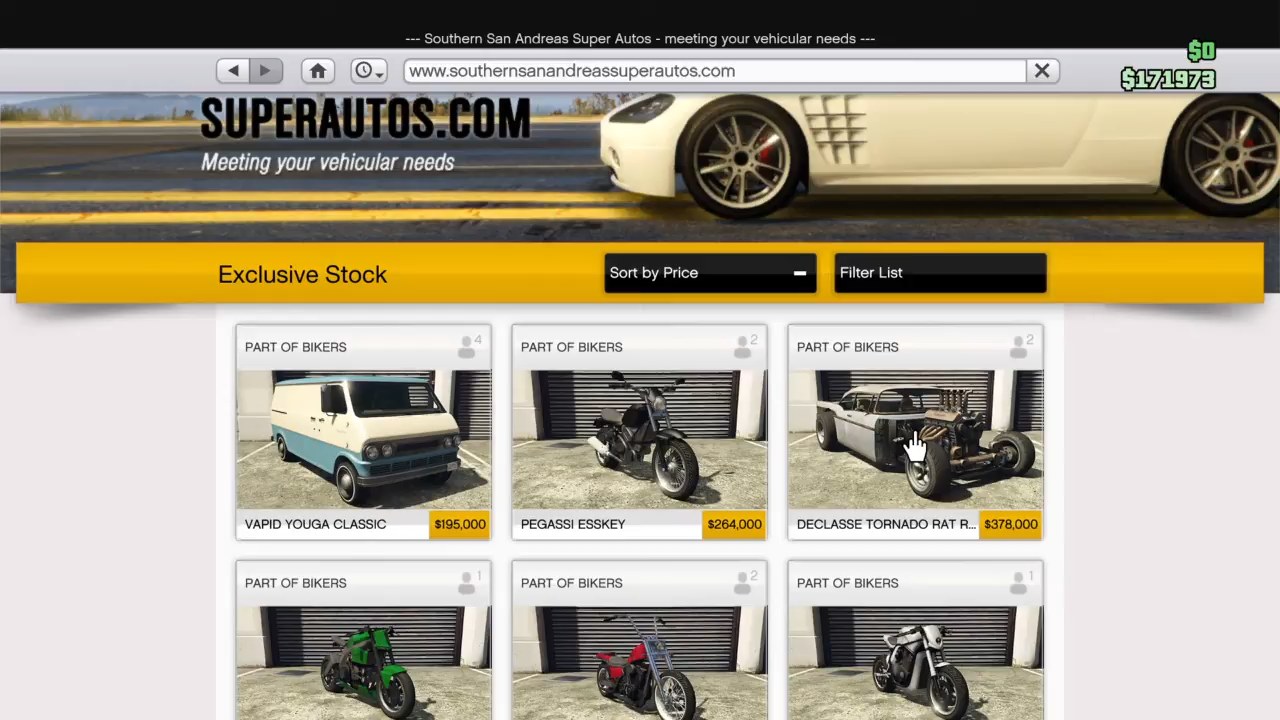 --- Southern San Andreas Super Autos - meeting your vehicular needs ---
$0
www.southernsanandreassuperautos.com
$171973
SUPERAUTOS.COM
Meeting your vehicular needs
Exclusive Stock
Sort by Price
Filter List
PART OF BIKERS 4
PART OF BIKERS 2
PART OF BIKERS 2
VAPID YOUGA CLASSIC $195,000
PEGASSI ESSKEY $264,000
DECLASSE TORNADO RAT R... $378,000
PART OF BIKERS 1
PART OF BIKERS 2
PART OF BIKERS 1